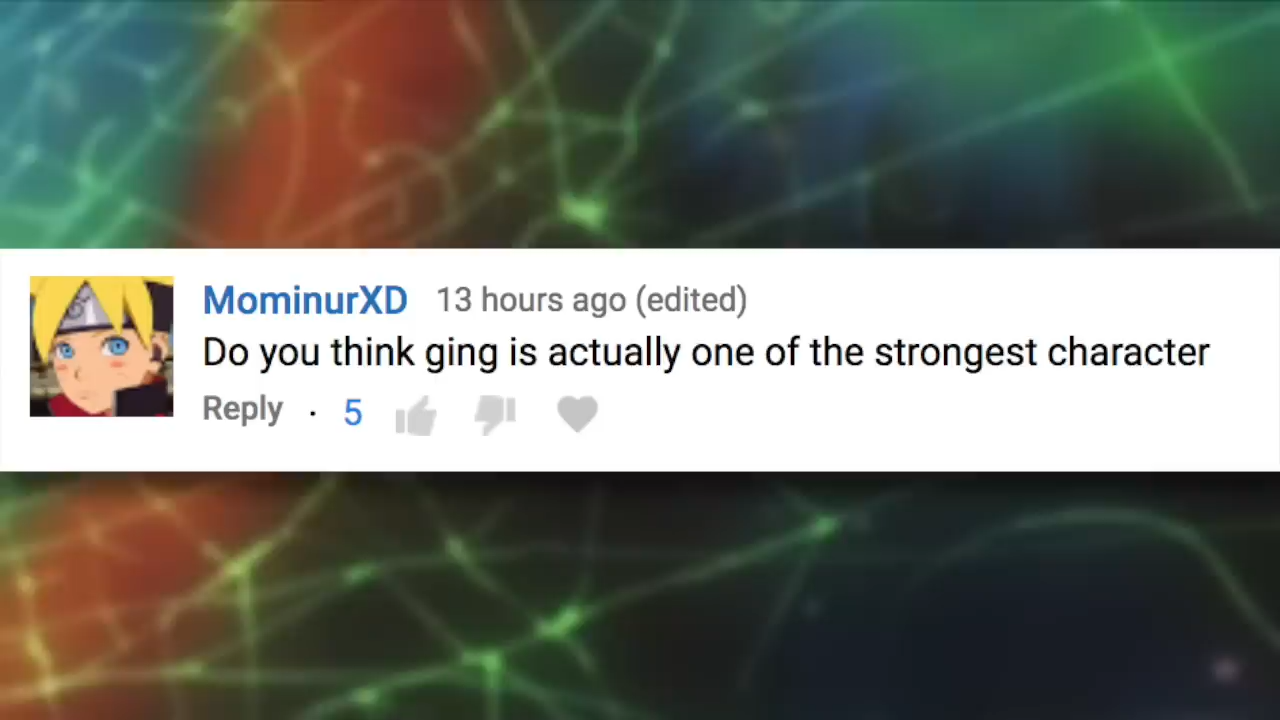 MominurXD 13 hours ago (edited)
Do you think ging is actually one of the strongest character
Reply · 5